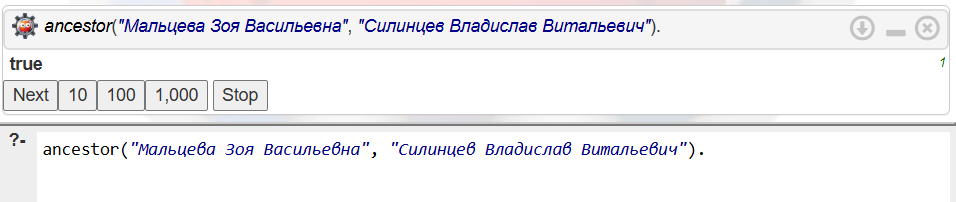 ancestor("Мальцева Зоя Васильевна", "Силинцев Владислав Витальевич").
true
1
Next 10 100 1,000 Stop
?-
ancestor("Мальцева Зоя Васильевна", "Силинцев Владислав Витальевич").